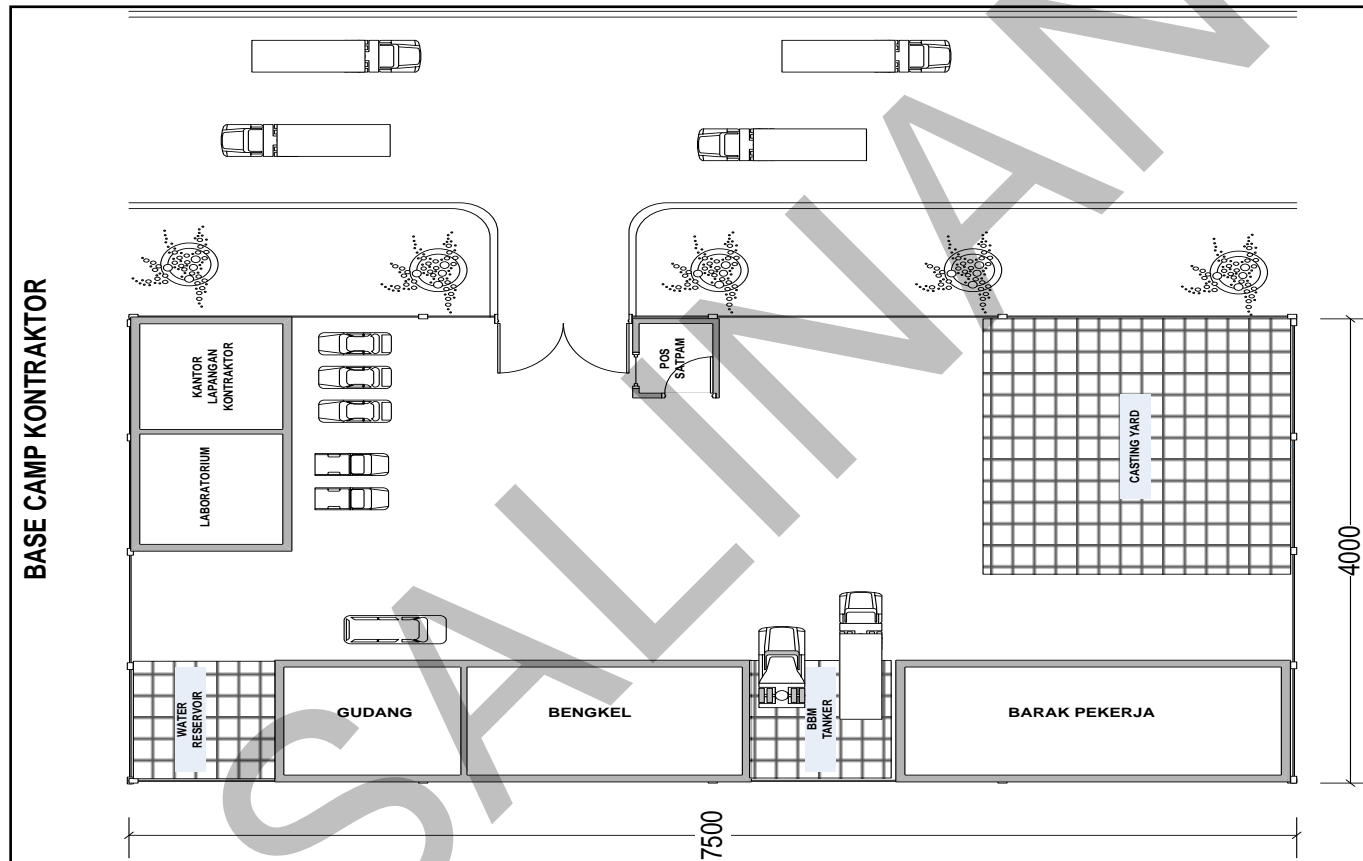 BASE CAMP KONTRAKTOR
KANTOR
LAPANGAN
KONTRAKTOR
LABORATORIUM
POS
SATPAM
CASTING YARD
4000
WATER
RESERVOIR
GUDANG
BENGKEL
BBM
TANKER
BARAK PEKERJA
7500
SALINAN